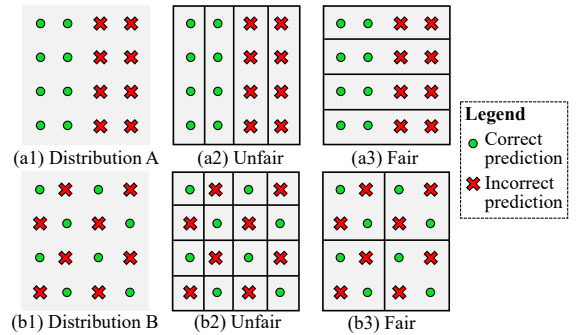 (a1) Distribution A
(a2) Unfair
(a3) Fair
Legend
Correct
prediction
Incorrect
prediction
(b1) Distribution B
(b2) Unfair
(b3) Fair